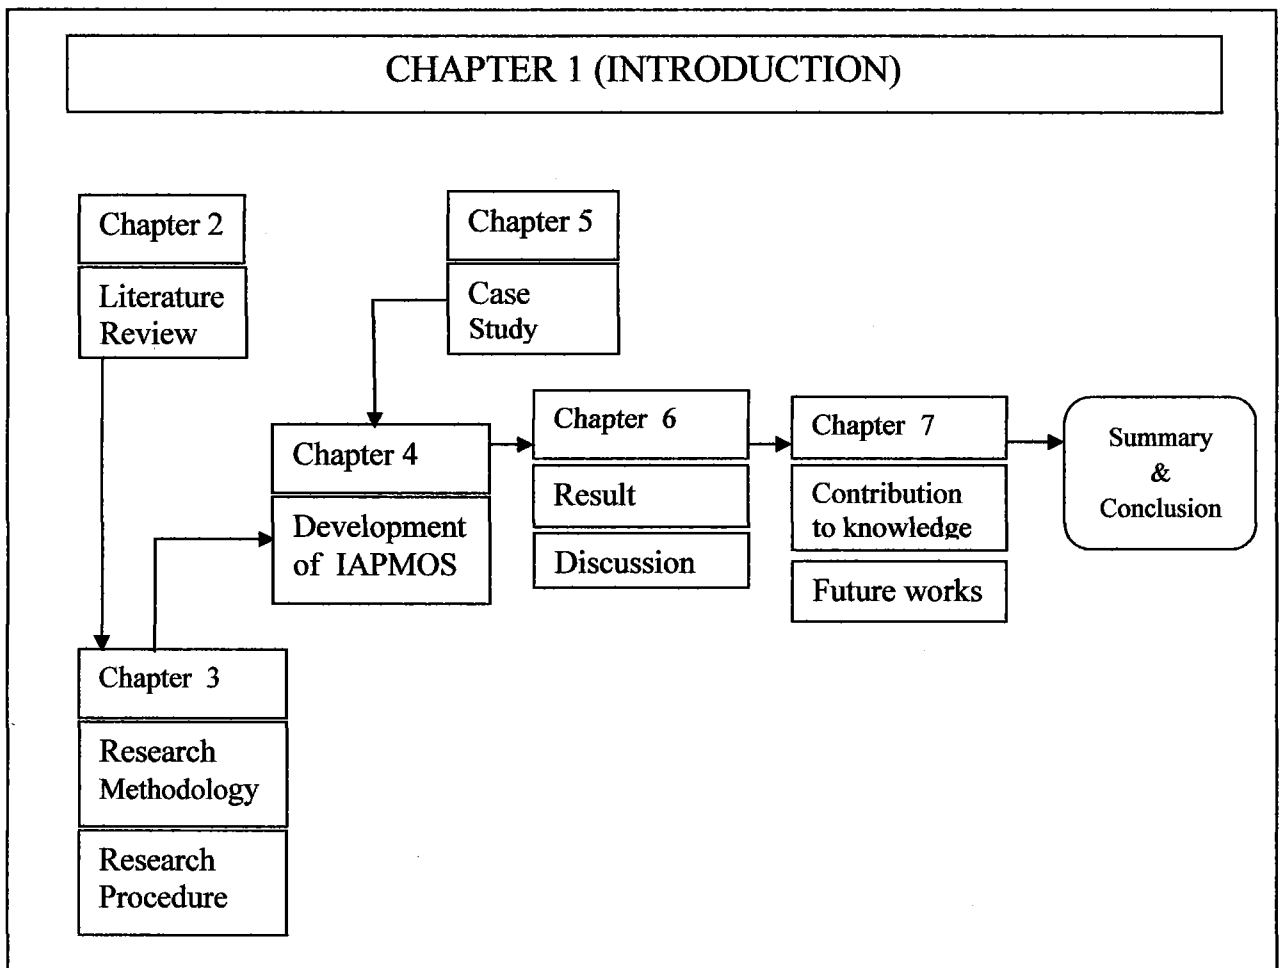 CHAPTER 1 (INTRODUCTION)
Chapter 2
Literature
Review
Chapter 5
Case
Study
Chapter 4
Development
of IAPMOS
Chapter 6
Result
Discussion
Chapter 7
Contribution
to knowledge
Future works
Summary
&
Conclusion
Chapter 3
Research
Methodology
Research
Procedure